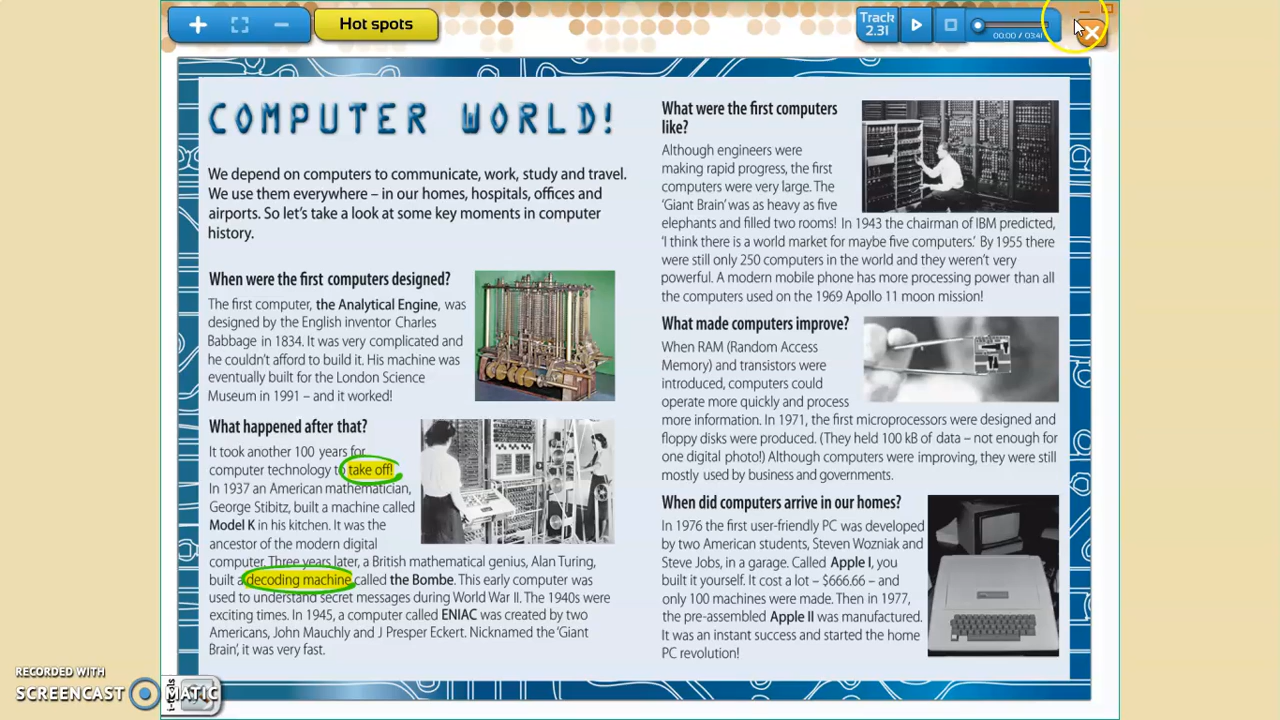 Hot spots
Track
2.31
00:00 / 03:41
COMPUTER WORLD!
We depend on computers to communicate, work, study and travel.
We use them everywhere – in our homes, hospitals, offices and
airports. So let's take a look at some key moments in computer
history.
When were the first computers designed?
The first computer, the Analytical Engine, was
designed by the English inventor Charles
Babbage in 1834. It was very complicated and
he couldn't afford to build it. His machine was
eventually built for the London Science
Museum in 1991 – and it worked!
What happened after that?
It took another 100 years for
computer technology to take off!
In 1937 an American mathematician,
George Stibitz, built a machine called
Model K in his kitchen. It was the
ancestor of the modern digital
computer. Three years later, a British mathematical genius, Alan Turing,
built a decoding machine called the Bombe. This early computer was
used to understand secret messages during World War II. The 1940s were
exciting times. In 1945, a computer called ENIAC was created by two
Americans, John Mauchly and J Presper Eckert. Nicknamed the 'Giant
Brain', it was very fast.
What were the first computers
like?
Although engineers were
making rapid progress, the first
computers were very large. The
'Giant Brain' was as heavy as five
elephants and filled two rooms! In 1943 the chairman of IBM predicted,
'I think there is a world market for maybe five computers.' By 1955 there
were still only 250 computers in the world and they weren't very
powerful. A modern mobile phone has more processing power than all
the computers used on the 1969 Apollo 11 moon mission!
What made computers improve?
When RAM (Random Access
Memory) and transistors were
introduced, computers could
operate more quickly and process
more information. In 1971, the first microprocessors were designed and
floppy disks were produced. (They held 100 kB of data – not enough for
one digital photo!) Although computers were improving, they were still
mostly used by business and governments.
When did computers arrive in our homes?
In 1976 the first user-friendly PC was developed
by two American students, Steven Wozniak and
Steve Jobs, in a garage. Called Apple I, you
built it yourself. It cost a lot – $666.66 – and
only 100 machines were made. Then in 1977,
the pre-assembled Apple II was manufactured.
It was an instant success and started the home
PC revolution!
RECORDED WITH
SCREENCAST MATIC
i-tools